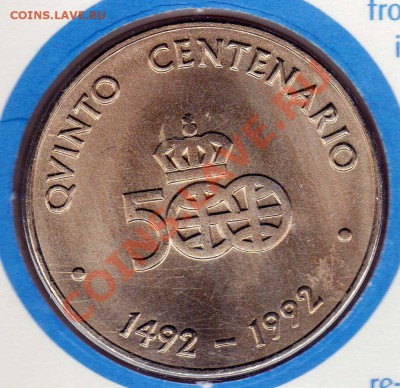 COINS.LAVE.RU
fro
i
QVINTO CENTENARIO
500
1492 – 1992
COINS.LAVE.RU
re-